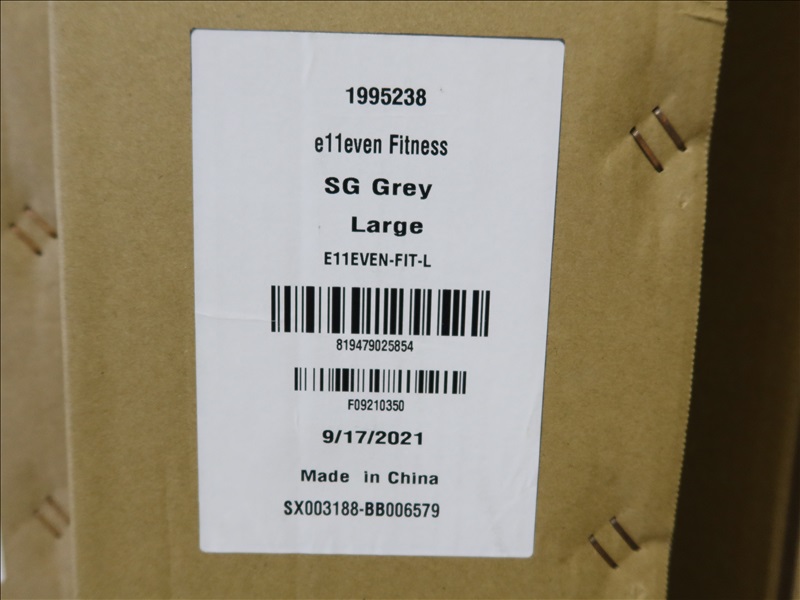 1995238
e11even Fitness
SG Grey
Large
E11EVEN-FIT-L
819479025854
F09210350
9/17/2021
Made in China
SX003188-BB006579